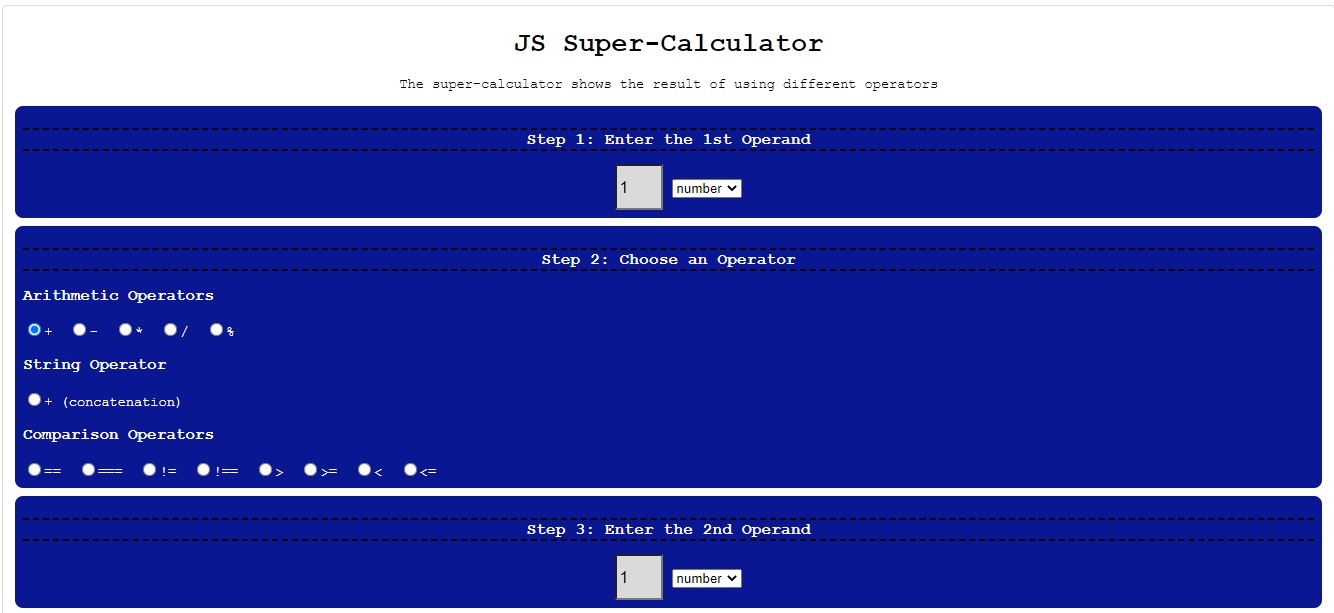 JS Super-Calculator
The super-calculator shows the result of using different operators
Step 1: Enter the 1st Operand
1 number
Step 2: Choose an Operator
Arithmetic Operators
+ - * / %
String Operator
+ (concatenation)
Comparison Operators
== === != !== > >= < <=
Step 3: Enter the 2nd Operand
1 number